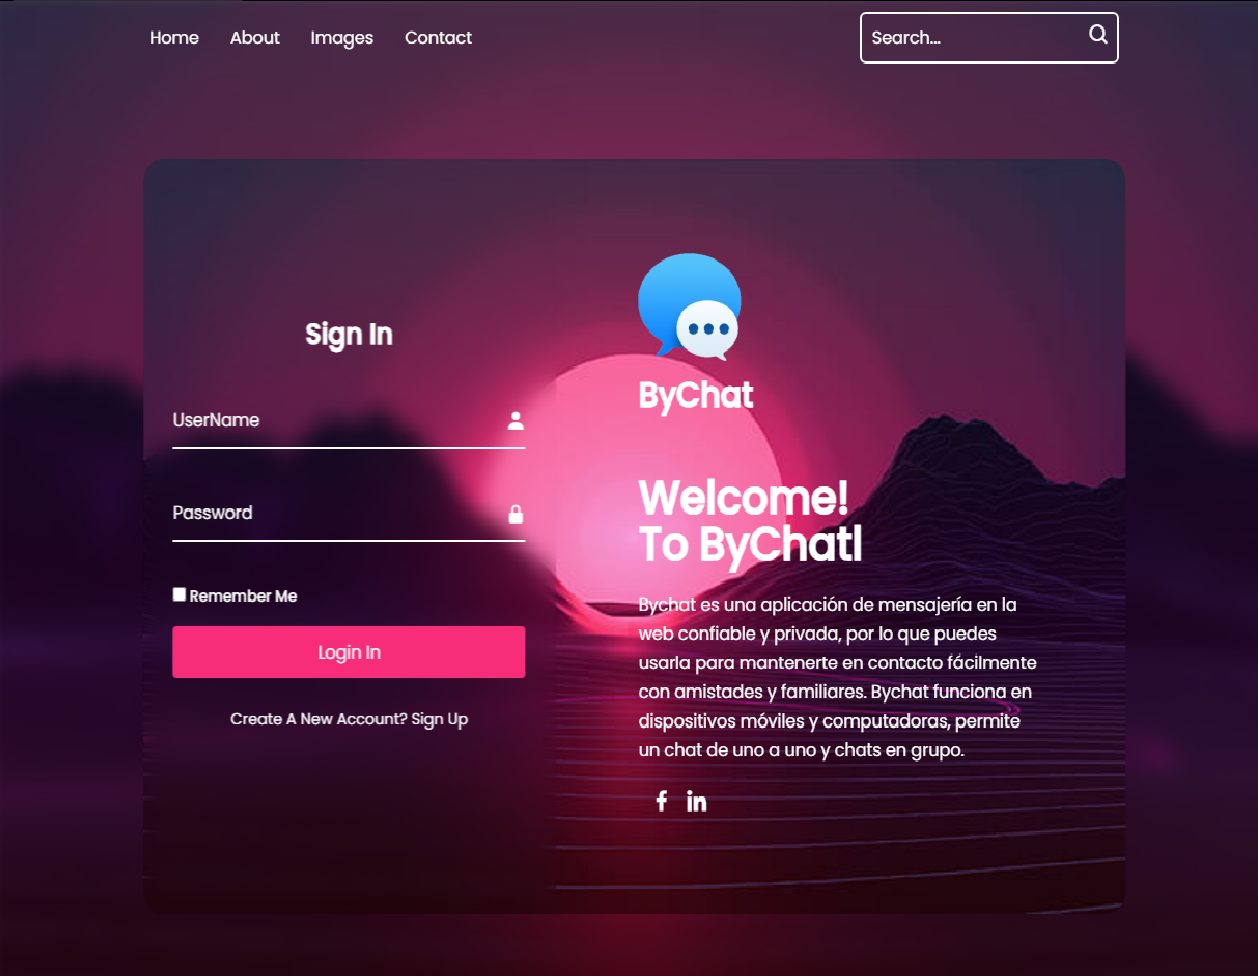 Home About Images Contact Search...
Sign In
UserName
Password
Remember Me
Login In
Create A New Account? Sign Up
ByChat
Welcome!
To ByChatl
Bychat es una aplicación de mensajería en la
web confiable y privada, por lo que puedes
usarla para mantenerte en contacto fácilmente
con amistades y familiares. Bychat funciona en
dispositivos móviles y computadoras, permite
un chat de uno a uno y chats en grupo.
f in